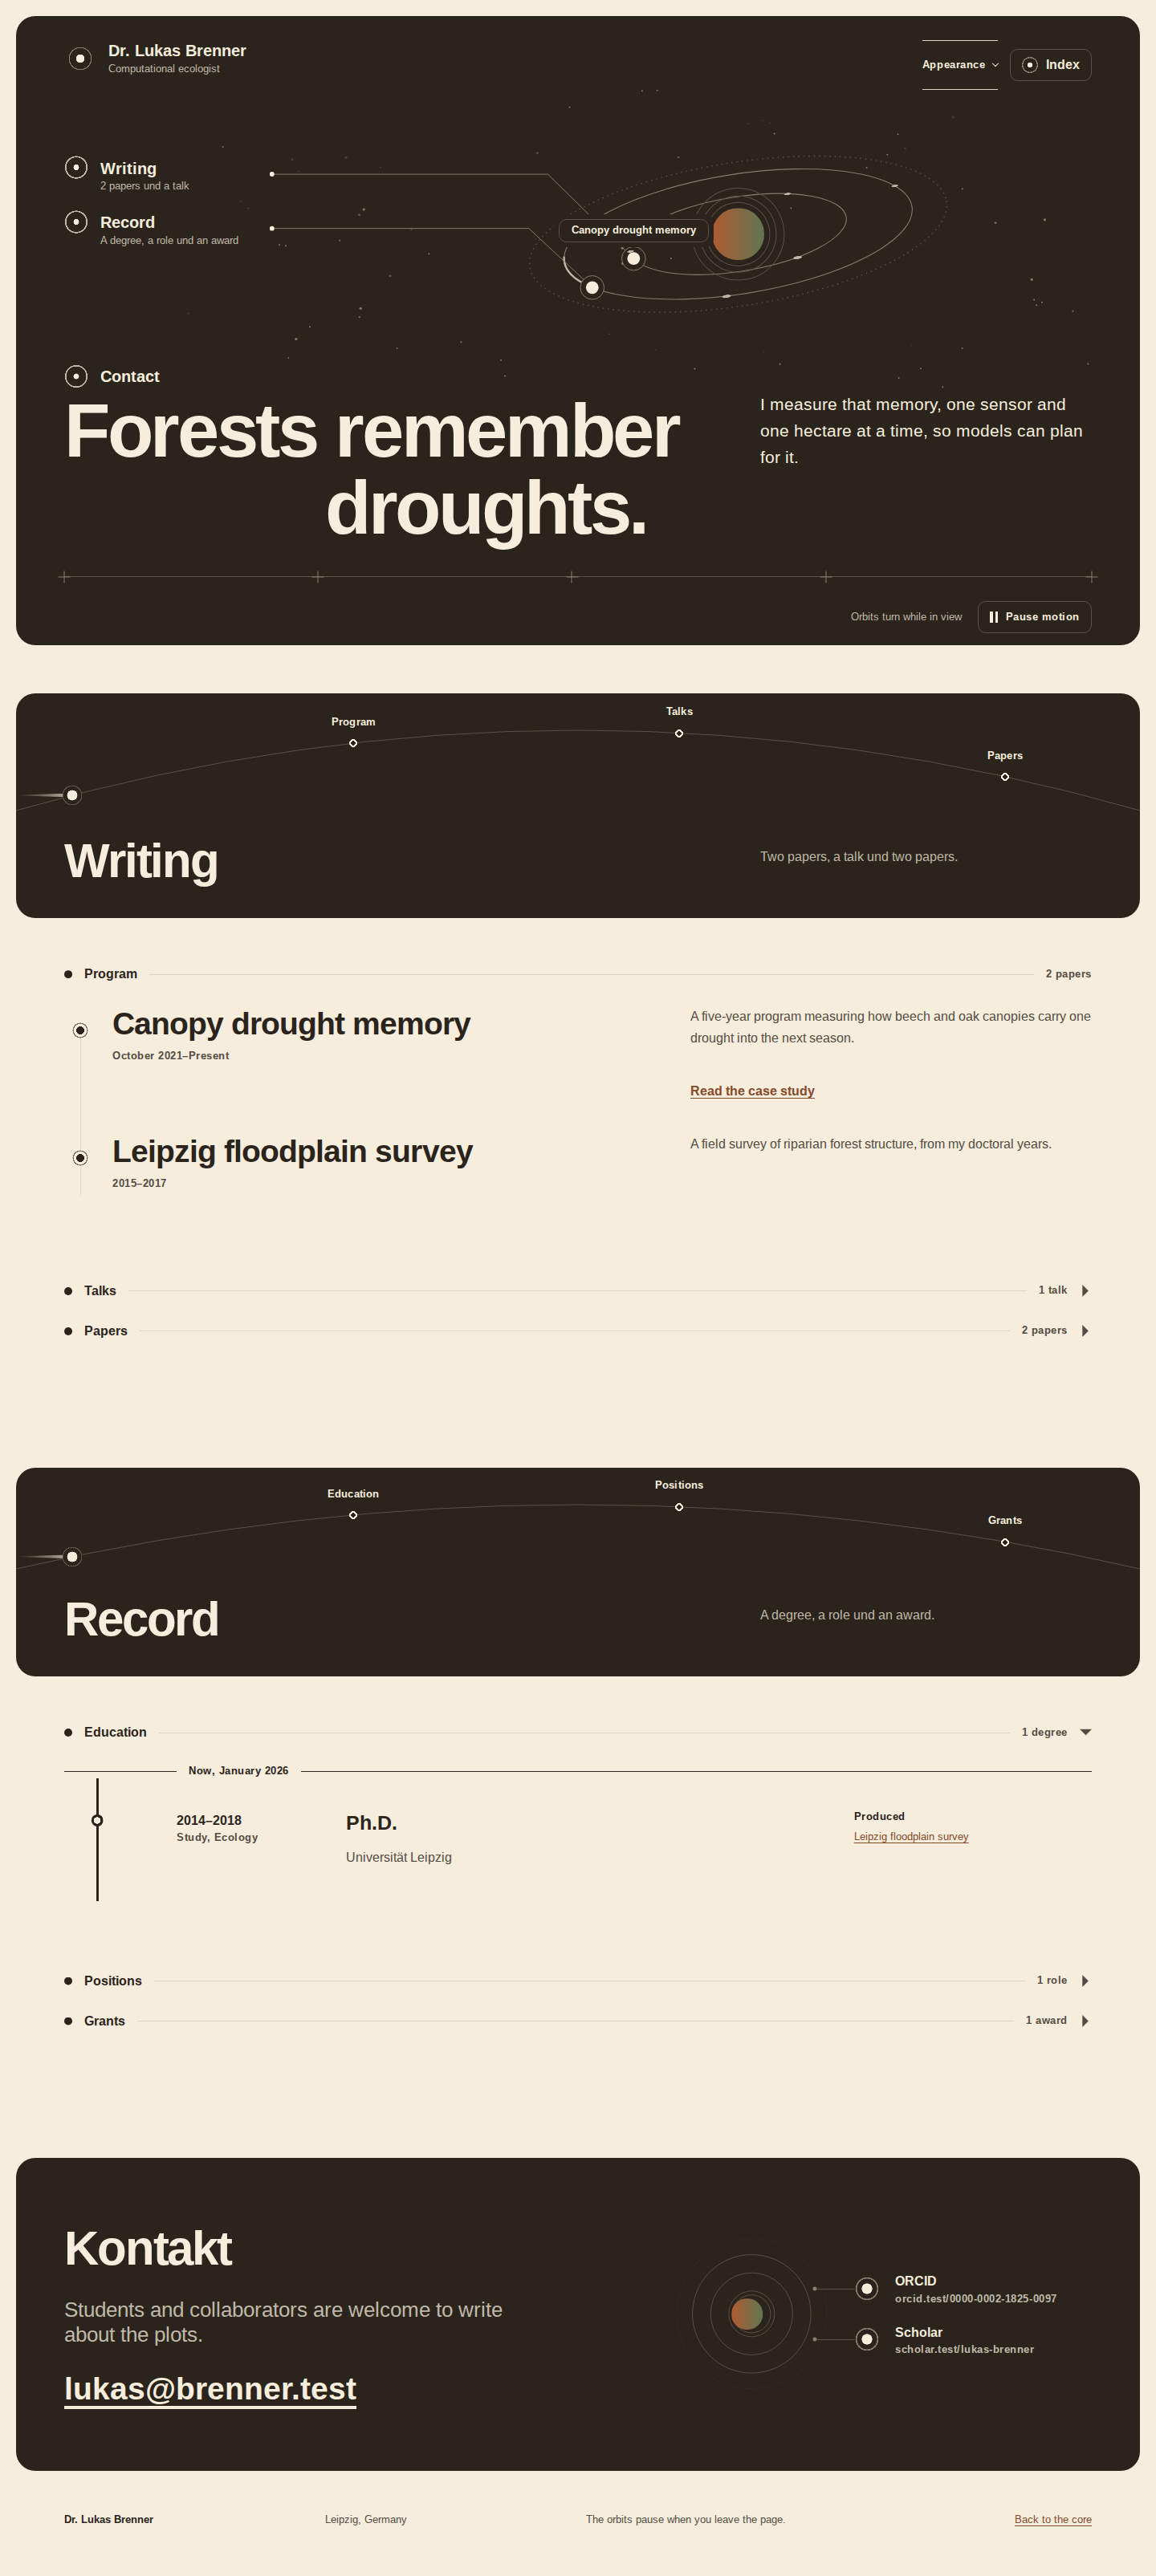 Dr. Lukas Brenner
Computational ecologist
Appearance
Index
Writing
2 papers und a talk
Record
A degree, a role und an award
Canopy drought memory
Contact
Forests remember
droughts.
I measure that memory, one sensor and
one hectare at a time, so models can plan
for it.
Orbits turn while in view
Pause motion
Program
Talks
Papers
Writing
Two papers, a talk und two papers.
Program
2 papers
Canopy drought memory
October 2021–Present
A five-year program measuring how beech and oak canopies carry one
drought into the next season.
Read the case study
Leipzig floodplain survey
2015–2017
A field survey of riparian forest structure, from my doctoral years.
Talks
1 talk
Papers
2 papers
Education
Positions
Grants
Record
A degree, a role und an award.
Education
1 degree
Now, January 2026
2014–2018
Study, Ecology
Ph.D.
Universität Leipzig
Produced
Leipzig floodplain survey
Positions
1 role
Grants
1 award
Kontakt
Students and collaborators are welcome to write
about the plots.
lukas@brenner.test
ORCID
orcid.test/0000-0002-1825-0097
Scholar
scholar.test/lukas-brenner
Dr. Lukas Brenner
Leipzig, Germany
The orbits pause when you leave the page.
Back to the core